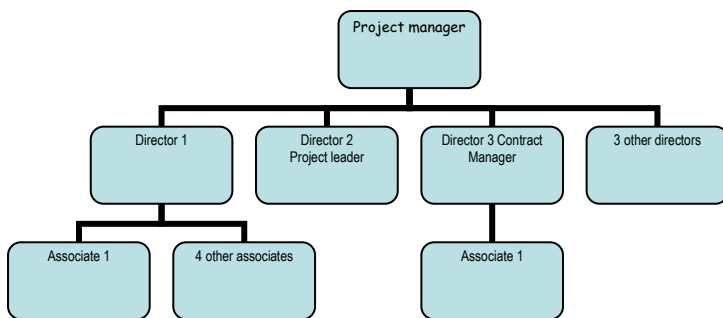 Project manager
Director 1
Director 2
Project leader
Director 3 Contract
Manager
3 other directors
Associate 1
4 other associates
Associate 1